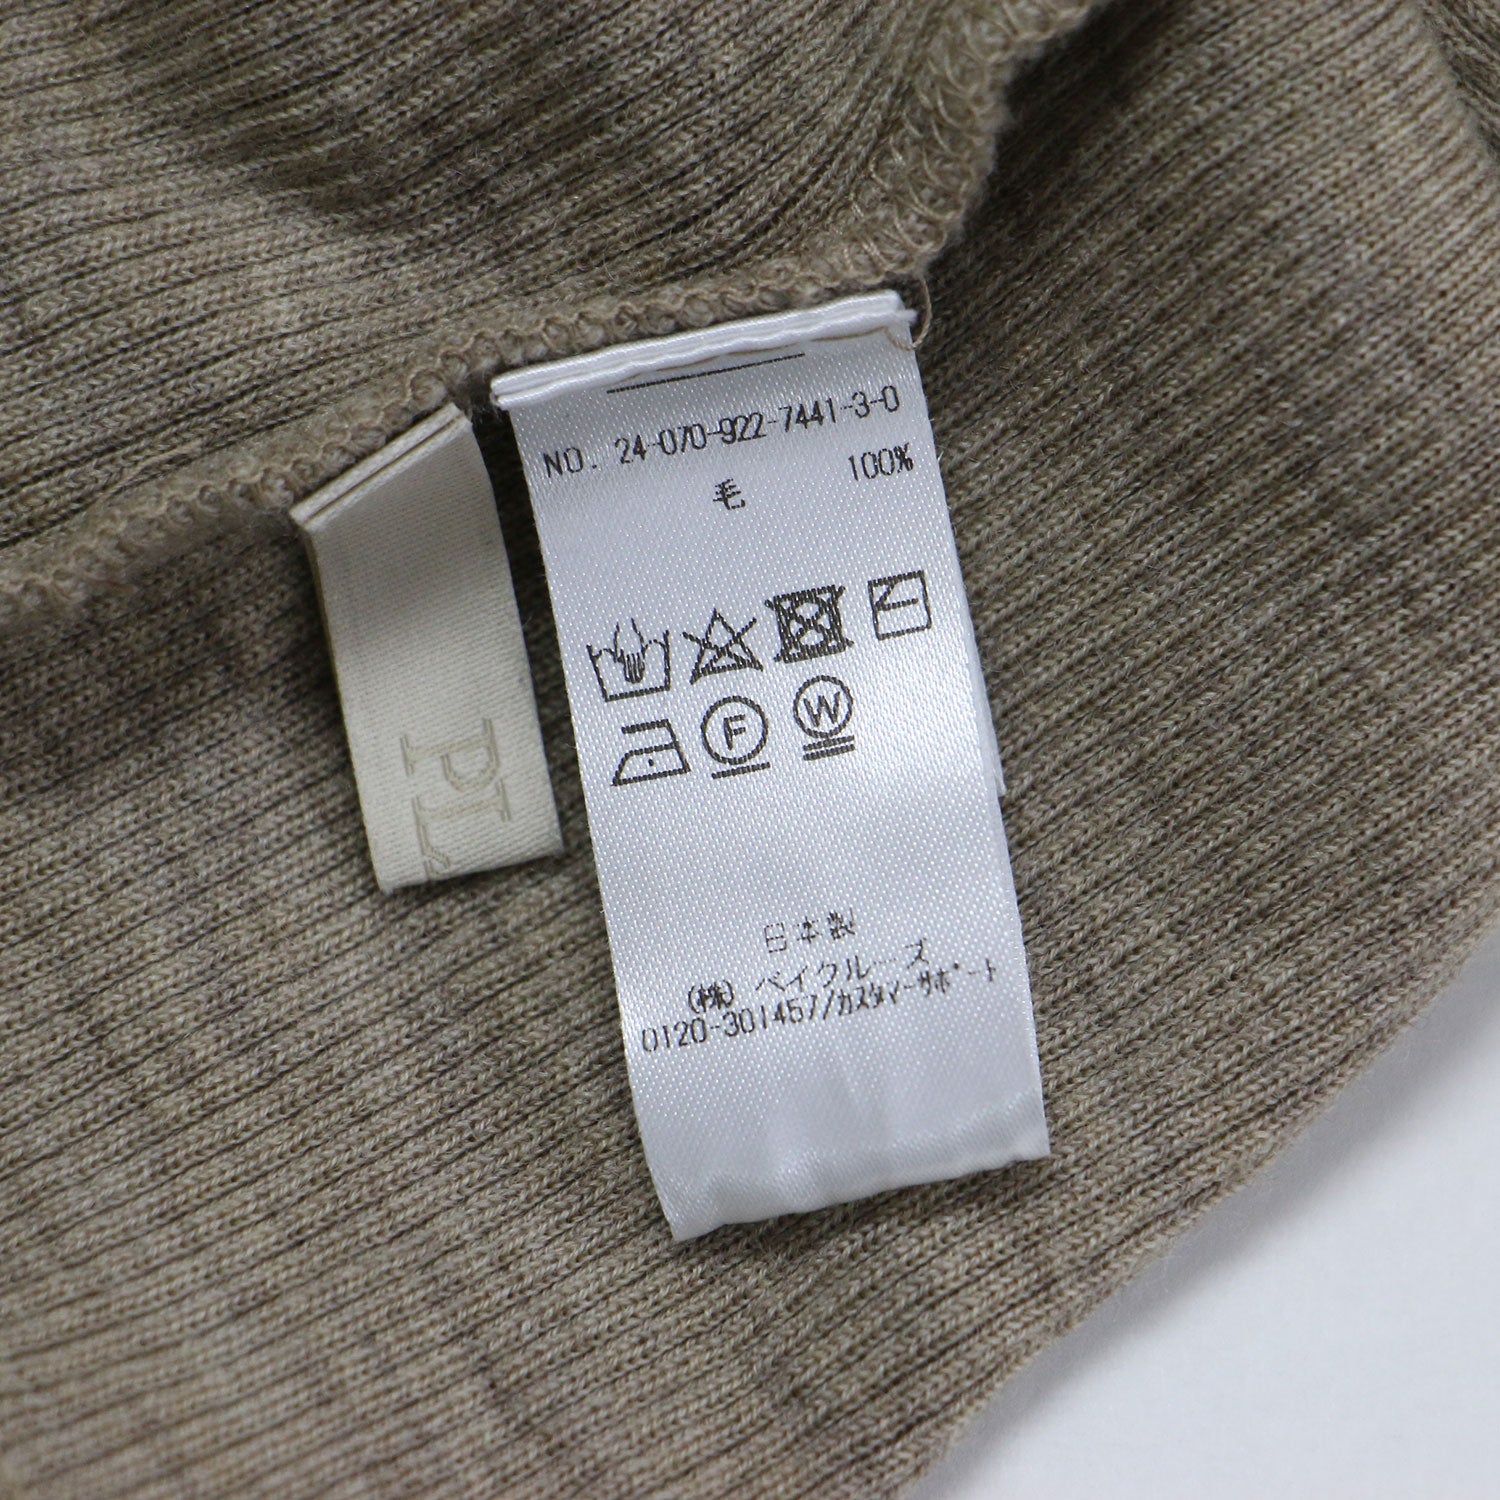 NO. 24-070-922-7441-3-0
毛 100%
F W
日本製
(株) ベイクルーズ
0120-301457/カスタマーサポート
PL